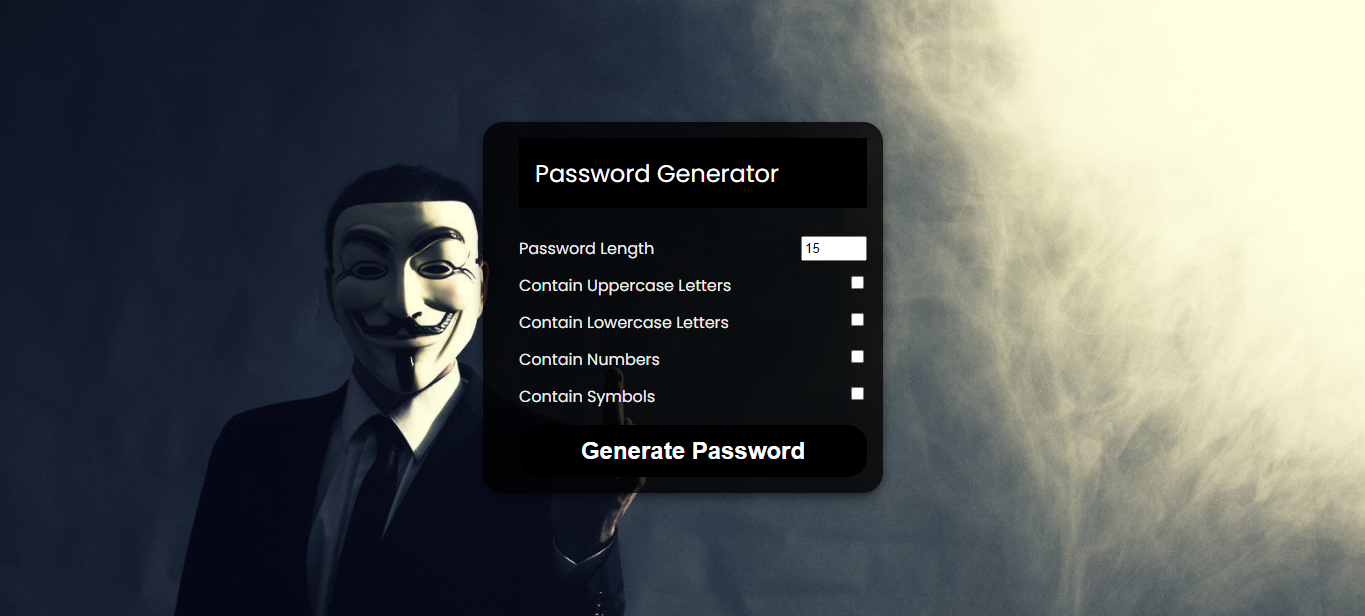 Password Generator
Password Length 15
Contain Uppercase Letters
Contain Lowercase Letters
Contain Numbers
Contain Symbols
Generate Password